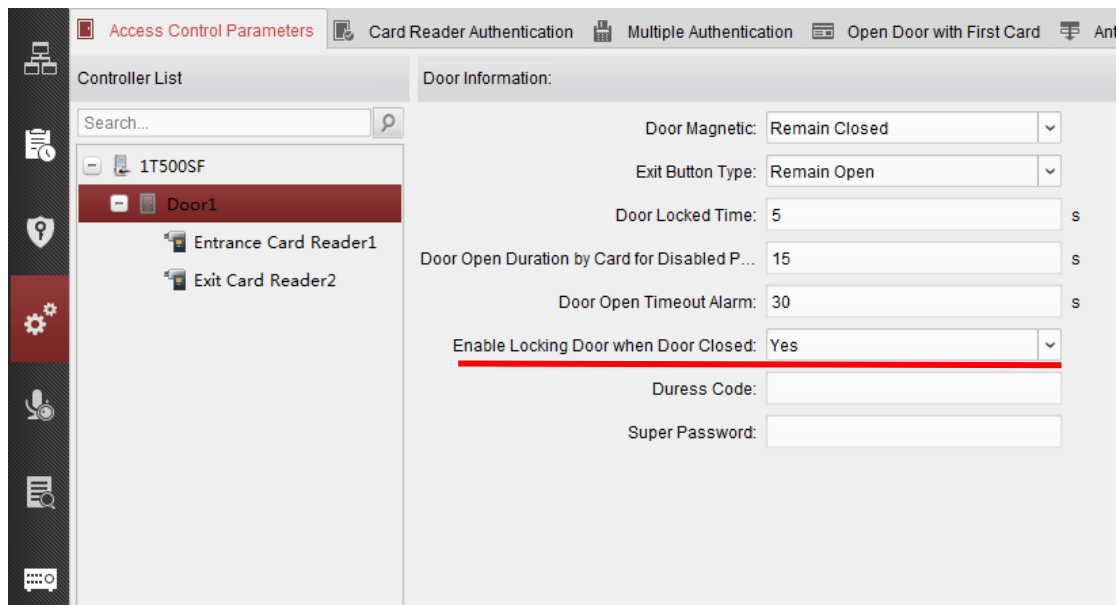 Access Control Parameters Card Reader Authentication Multiple Authentication Open Door with First Card Ant
Controller List
Door Information:
Search...
1T500SF
Door1
Entrance Card Reader1
Exit Card Reader2
Door Magnetic: Remain Closed
Exit Button Type: Remain Open
Door Locked Time: 5 s
Door Open Duration by Card for Disabled P... 15 s
Door Open Timeout Alarm: 30 s
Enable Locking Door when Door Closed: Yes
Duress Code:
Super Password: